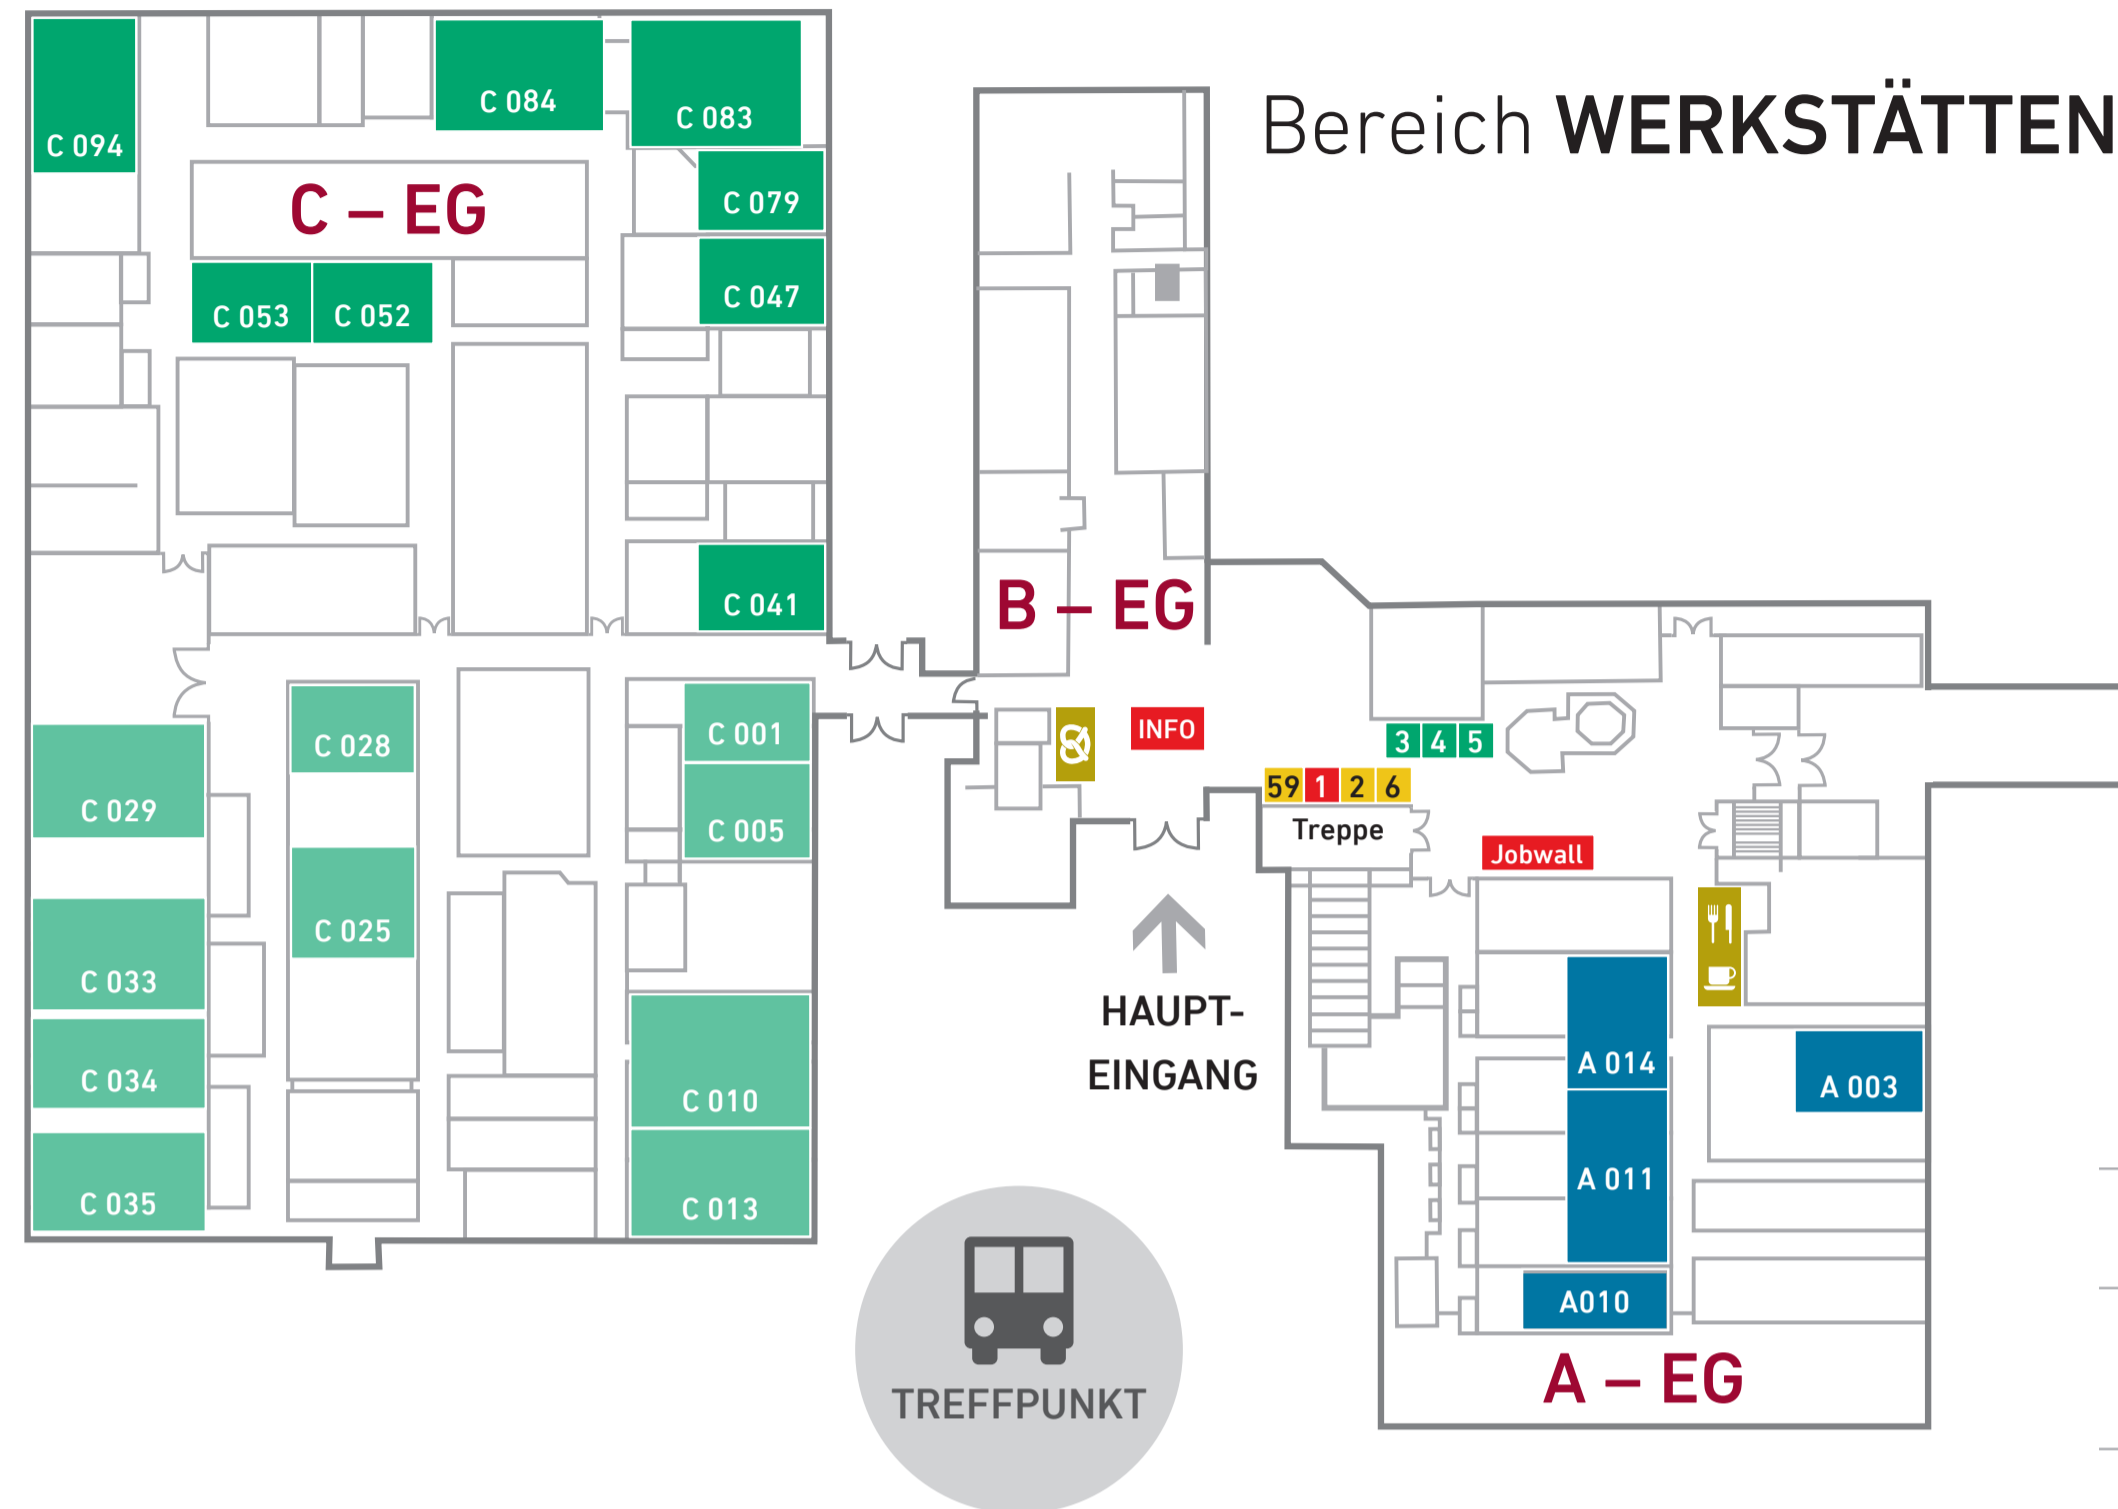 Bereich WERKSTÄTTEN
C 094
C 084
C 083
C – EG
C 079
C 047
C 053
C 052
C 041
B – EG
C 001
C 028
C 029
C 005
C 025
C 033
C 034
C 010
C 035
C 013
INFO
3 4 5
59 1 2 6
Treppe
Jobwall
HAUPT-
EINGANG
A 014
A 003
A 011
A010
A – EG
TREFFPUNKT